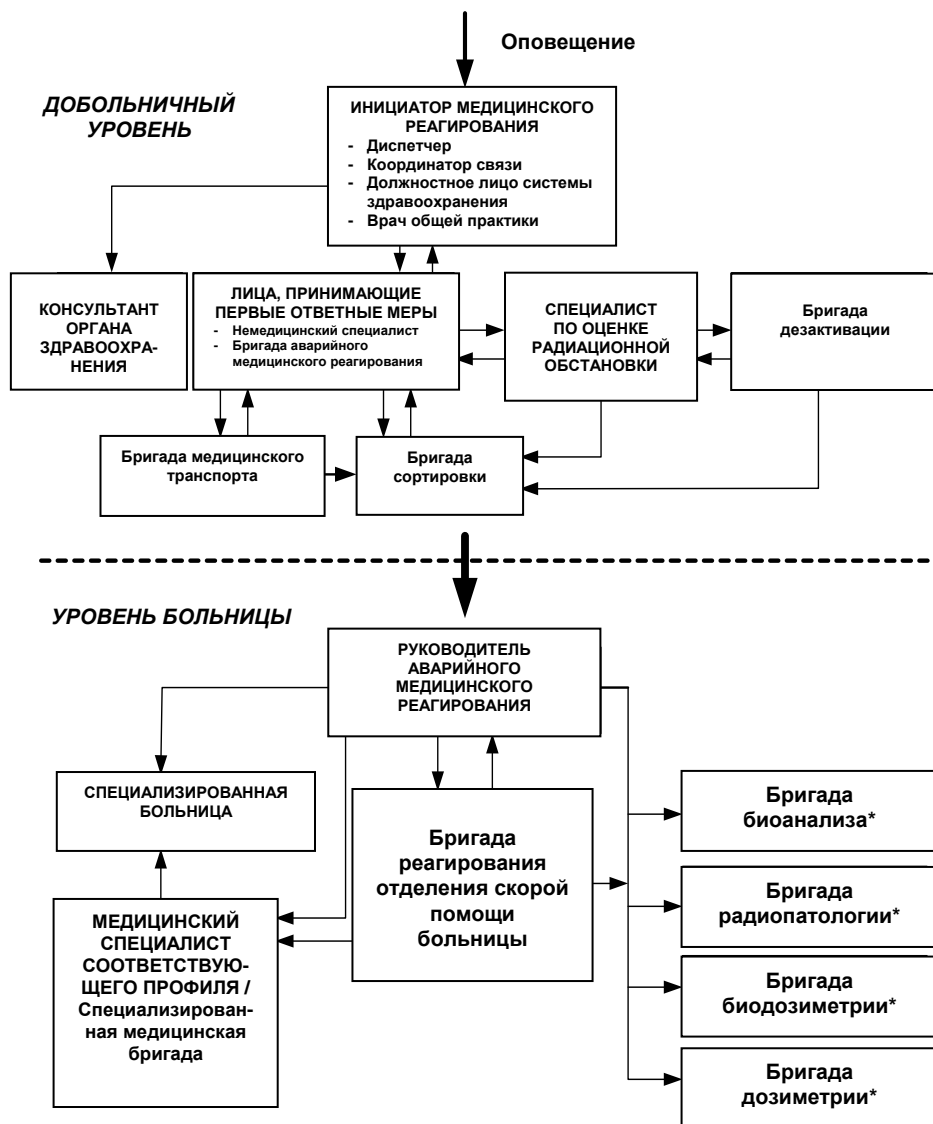 Оповещение
ДОБОЛЬНИЧНЫЙ
УРОВЕНЬ
ИНИЦИАТОР МЕДИЦИНСКОГО
РЕАГИРОВАНИЯ
- Диспетчер
- Координатор связи
- Должностное лицо системы
здравоохранения
- Врач общей практики
КОНСУЛЬТАНТ
ОРГАНА
ЗДРАВООХРА-
НЕНИЯ
ЛИЦА, ПРИНИМАЮЩИЕ
ПЕРВЫЕ ОТВЕТНЫЕ МЕРЫ
- Немедицинский специалист
- Бригада аварийного
медицинского реагирования
СПЕЦИАЛИСТ
ПО ОЦЕНКЕ
РАДИАЦИОННОЙ
ОБСТАНОВКИ
Бригада
дезактивации
Бригада медицинского
транспорта
Бригада
сортировки
УРОВЕНЬ БОЛЬНИЦЫ
РУКОВОДИТЕЛЬ
АВАРИЙНОГО
МЕДИЦИНСКОГО
РЕАГИРОВАНИЯ
СПЕЦИАЛИЗИРОВАННАЯ
БОЛЬНИЦА
Бригада
реагирования
отделения скорой
помощи
больницы
МЕДИЦИНСКИЙ
СПЕЦИАЛИСТ
СООТВЕТСТВУЮ-
ЩЕГО ПРОФИЛЯ /
Специализирован-
ная медицинская
бригада
Бригада
биоанализа*
Бригада
радиопатологии*
Бригада
биодозиметрии*
Бригада
дозиметрии*